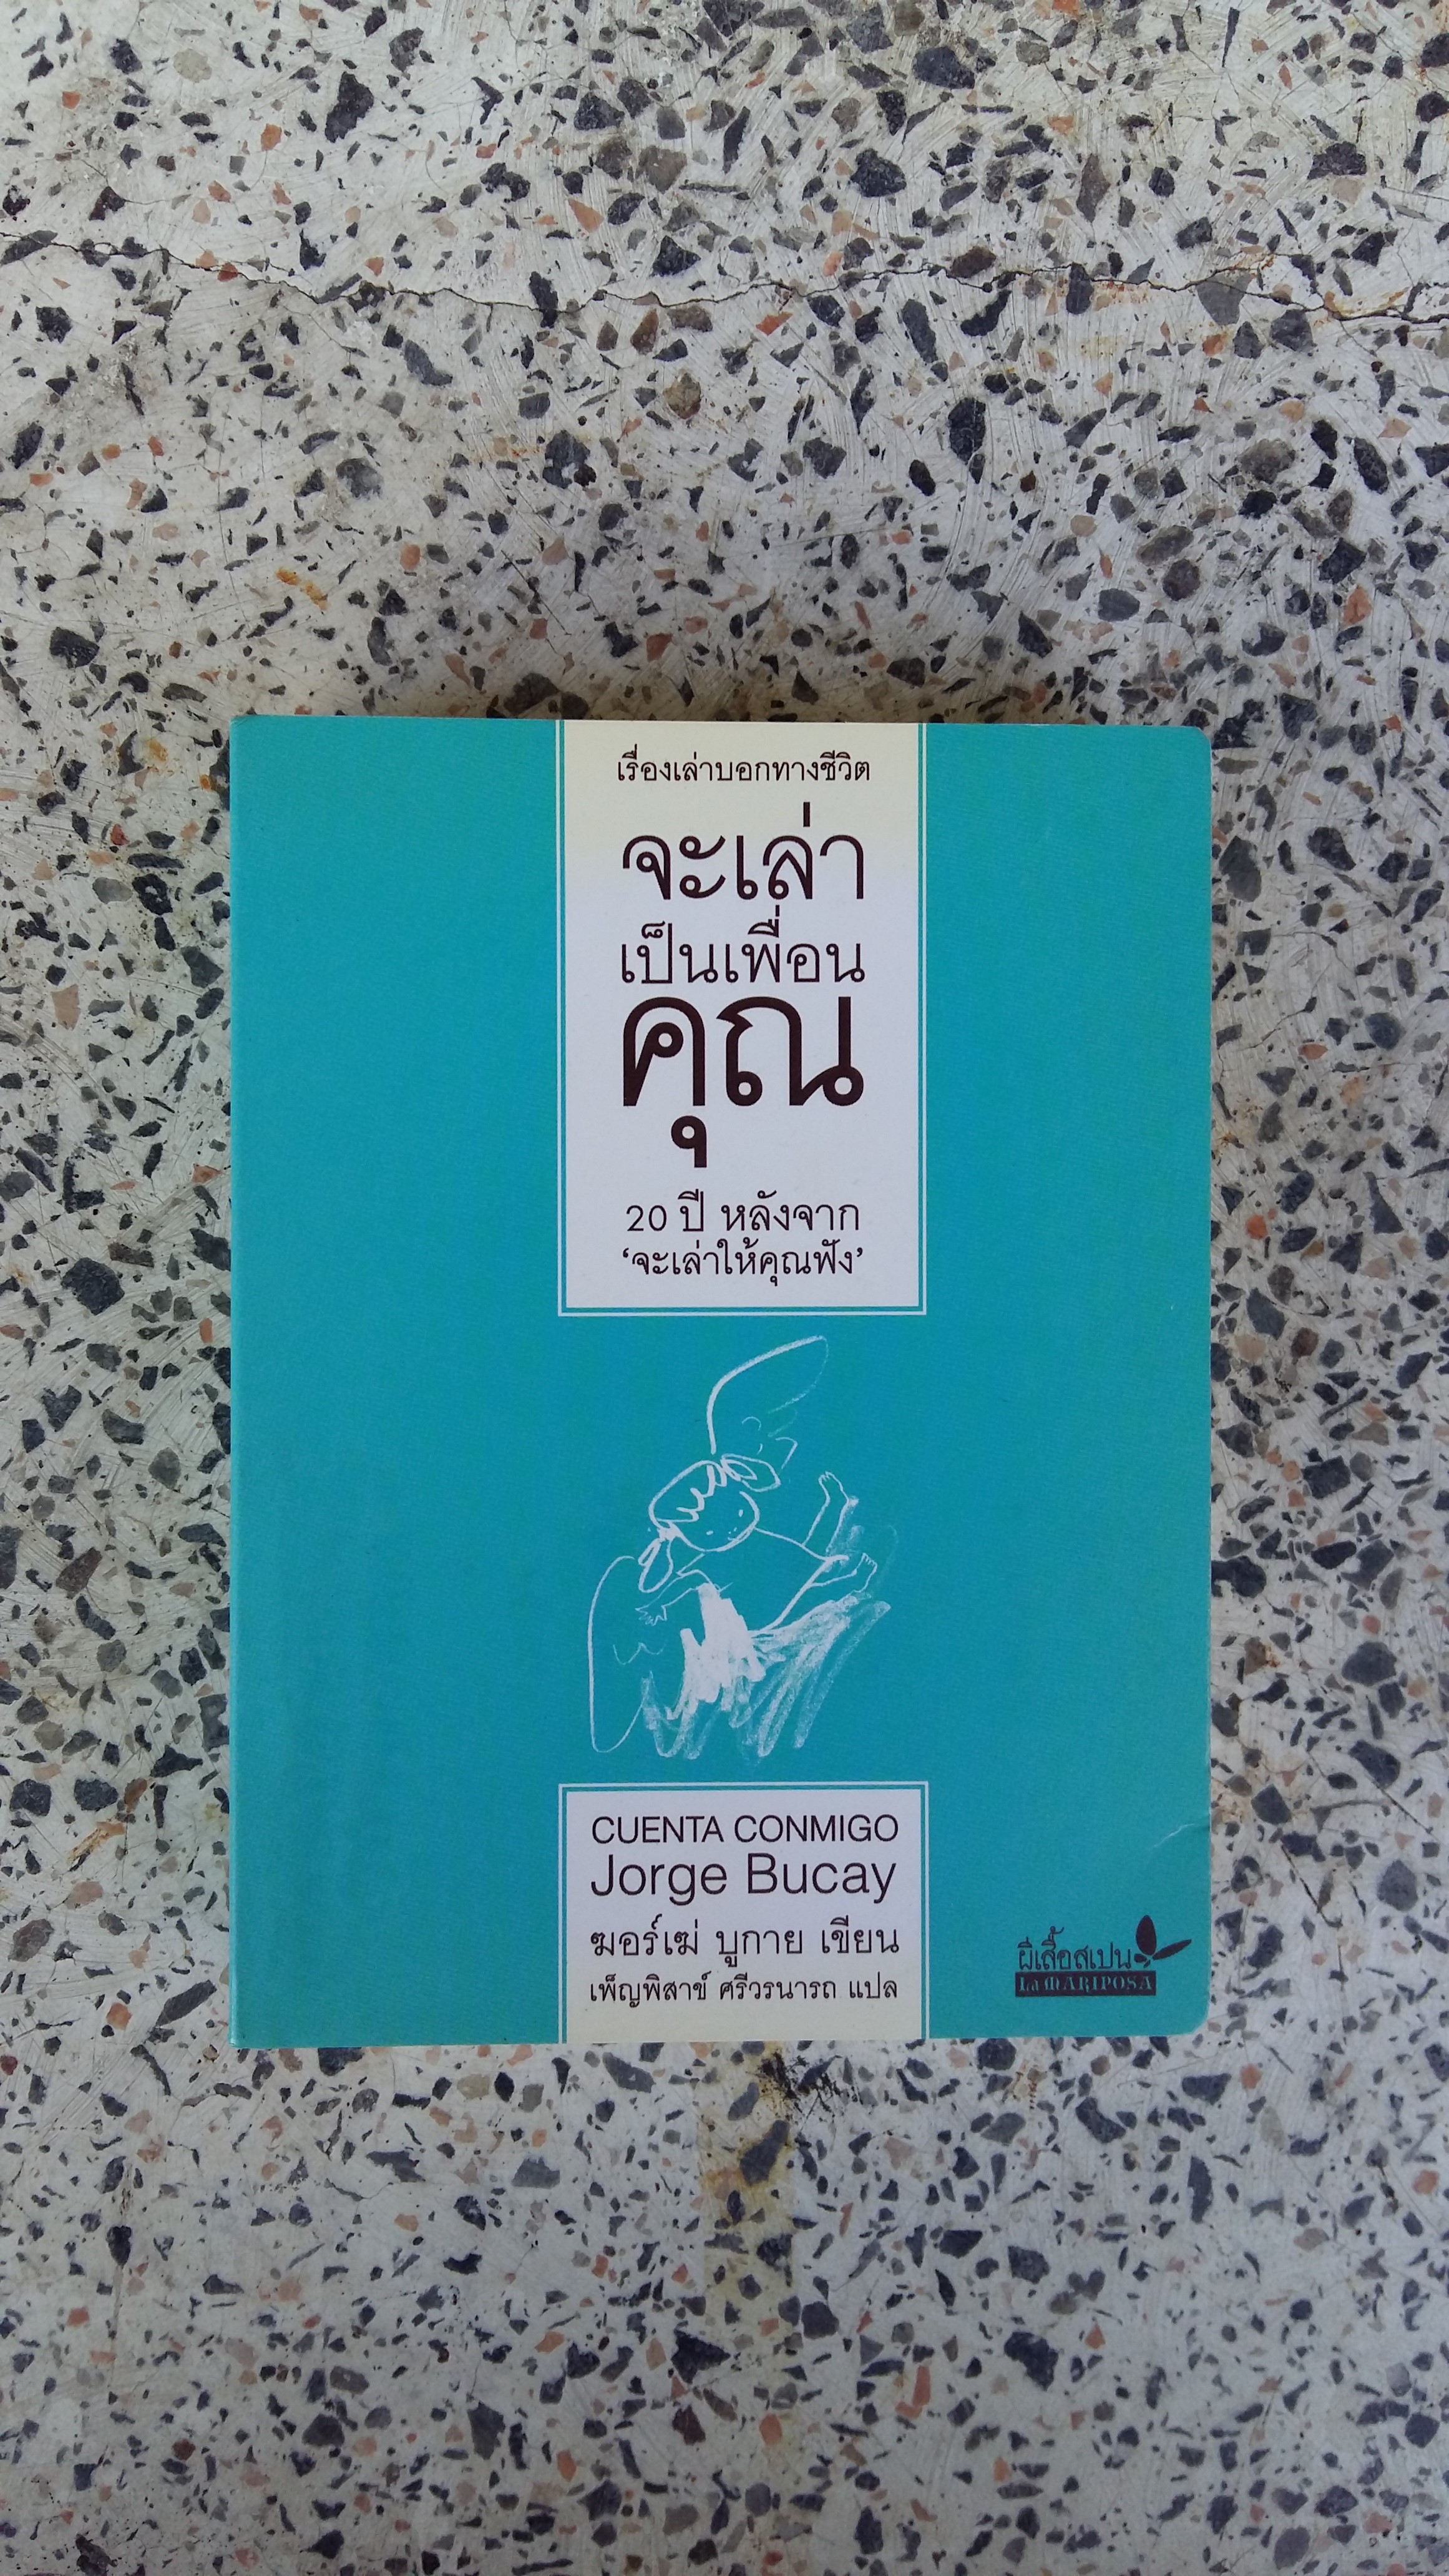 เรื่องเล่าบอกทางชีวิต
จะเล่า
เป็นเพื่อน
คุณ
20 ปี หลังจาก
‘จะเล่าให้คุณฟัง’
CUENTA CONMIGO
Jorge Bucay
ฆอร์เฆ่ บูกาย เขียน
เพ็ญพิสาข์ ศรีวรนารถ แปล
ผีเสื้อสเปน
La MARIPOSA